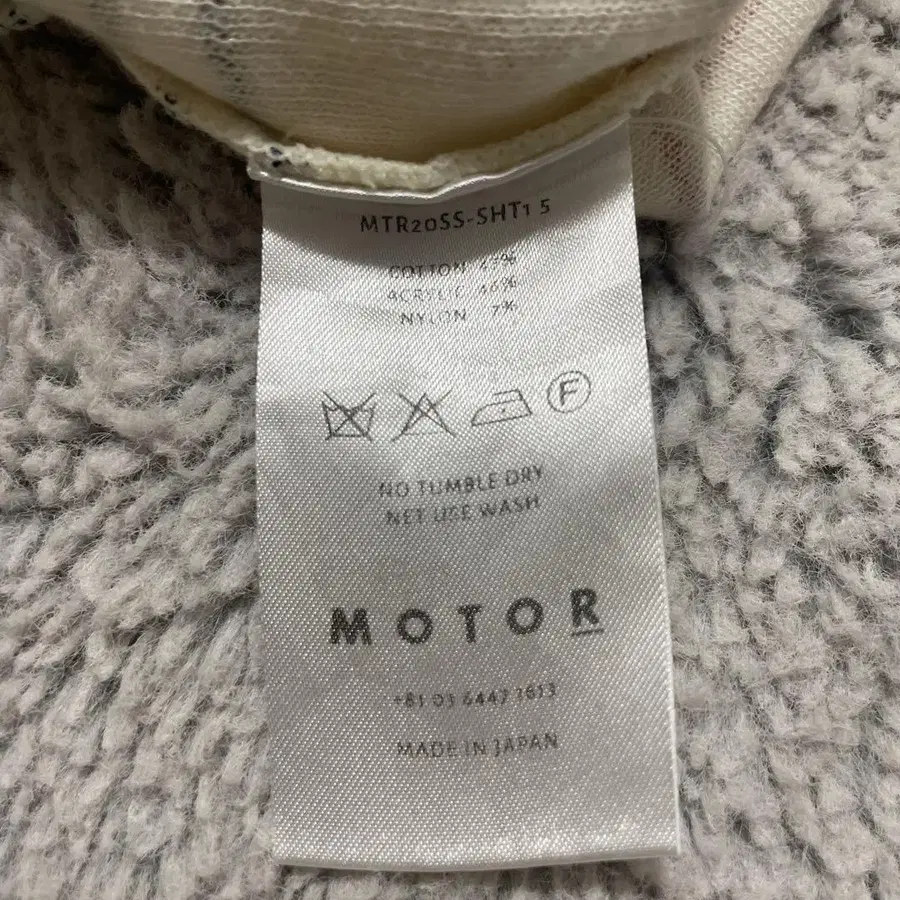 MTR20SS-SHT1 5
COTTON 47%
ACRYLIC 46%
NYLON 7%
F
NO TUMBLE DRY
NET USE WASH
MOTOR
+81 03 6447 1613
MADE IN JAPAN